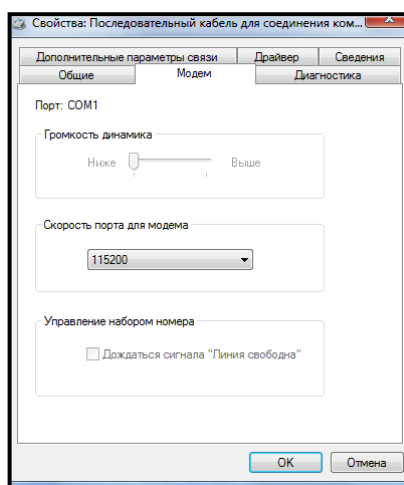 Свойства: Последовательный кабель для соединения ком...
Дополнительные параметры связи Драйвер Сведения
Общие Модем Диагностика
Порт: COM1
Громкость динамика
Ниже Выше
Скорость порта для модема
115200
Управление набором номера
Дождаться сигнала "Линия свободна"
OK Отмена